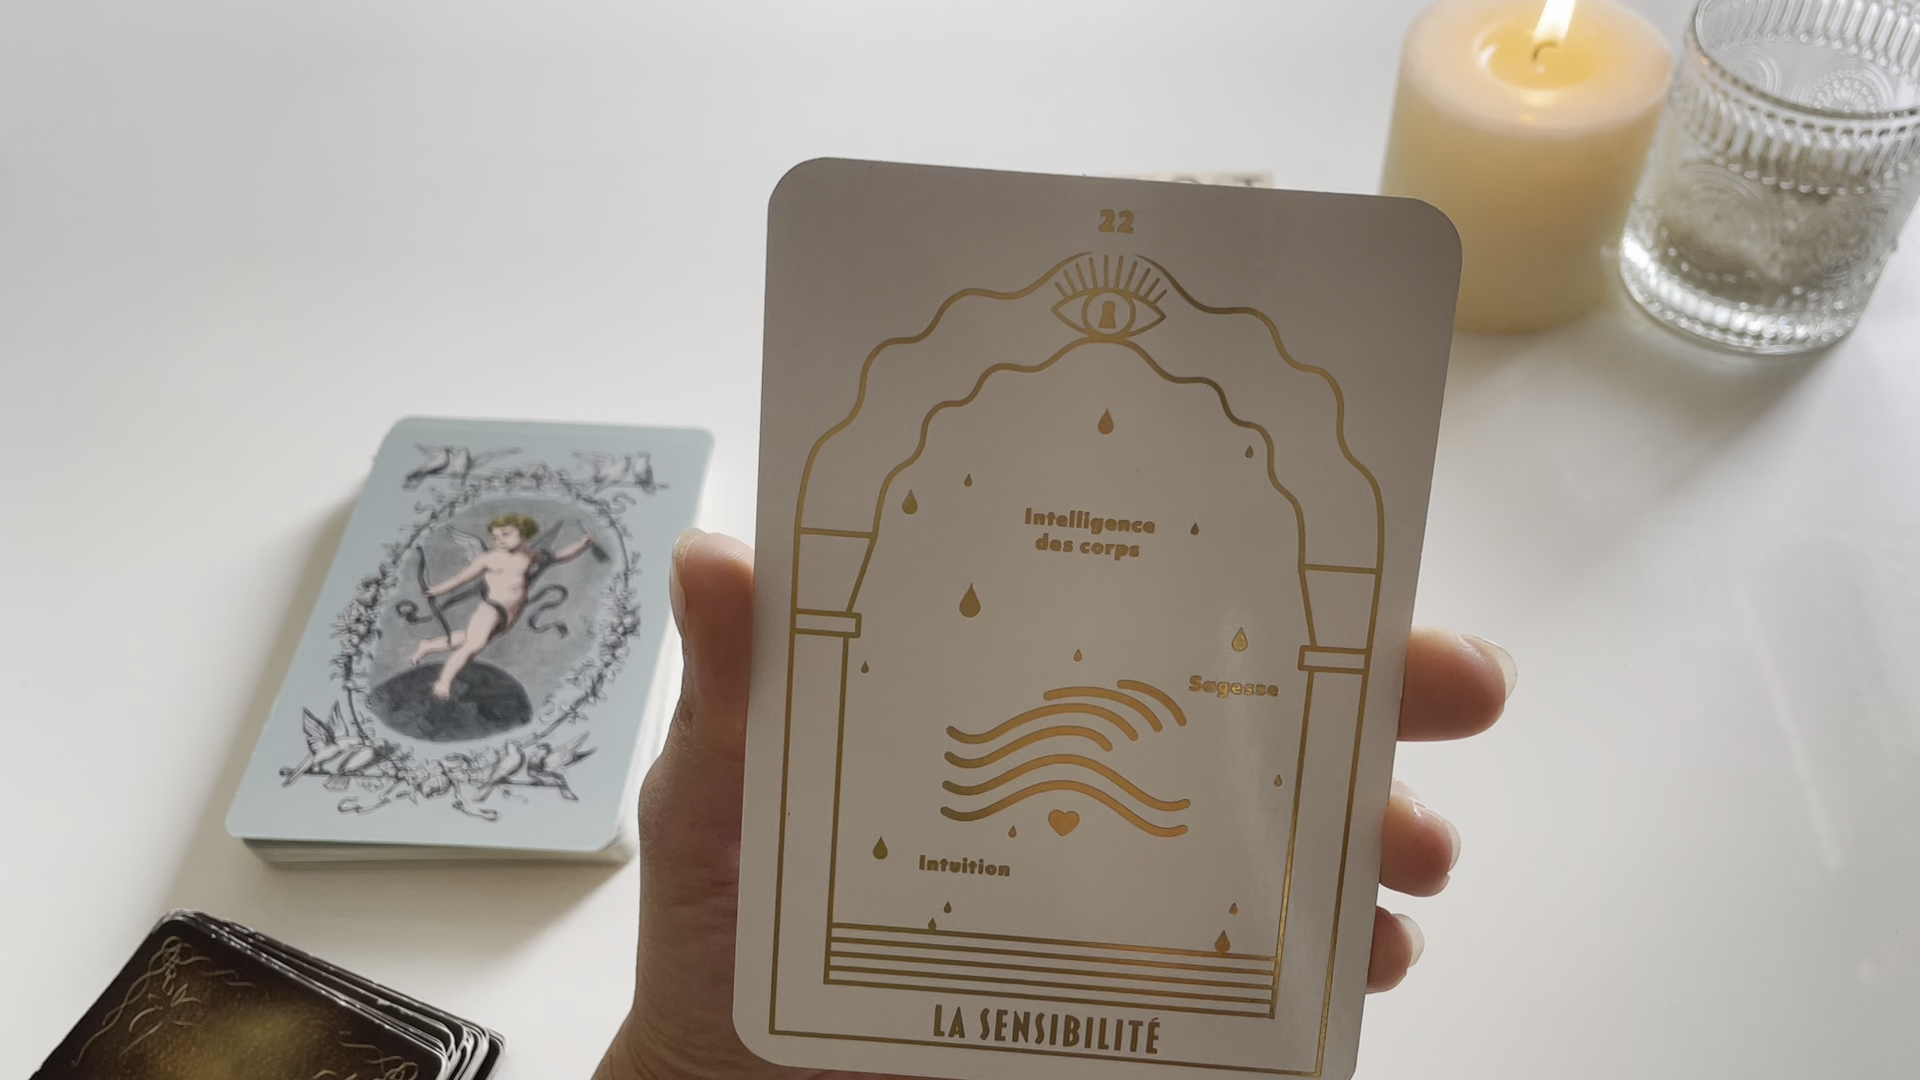 22
Intelligence
des corps
Sagesse
Intuition
LA SENSIBILITÉ